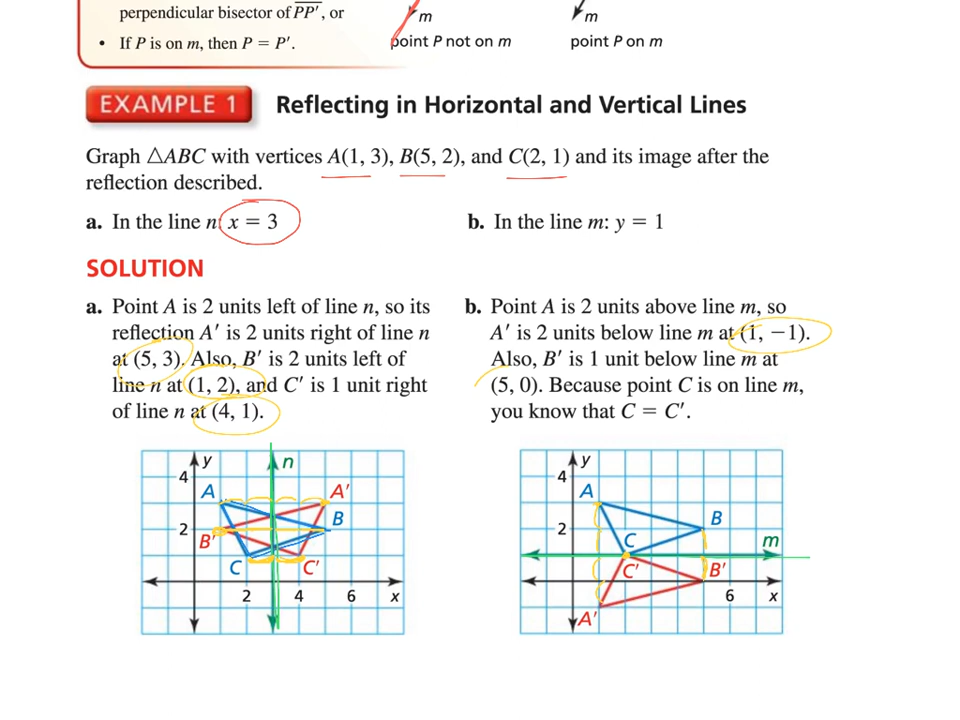 perpendicular bisector of PP′, or
• If P is on m, then P = P′.
m
point P not on m
m
point P on m
EXAMPLE 1 Reflecting in Horizontal and Vertical Lines
Graph △ABC with vertices A(1, 3), B(5, 2), and C(2, 1) and its image after the
reflection described.
a. In the line n: x = 3
b. In the line m: y = 1
SOLUTION
a. Point A is 2 units left of line n, so its
reflection A′ is 2 units right of line n
at (5, 3). Also, B′ is 2 units left of
line n at (1, 2), and C′ is 1 unit right
of line n at (4, 1).
b. Point A is 2 units above line m, so
A′ is 2 units below line m at (1, −1).
Also, B′ is 1 unit below line m at
(5, 0). Because point C is on line m,
you know that C = C′.
y n
4
A A′
2 B
B′
C C′
2 4 6 x
y
4
A
2 B
C m
C′ B′
6 x
A′